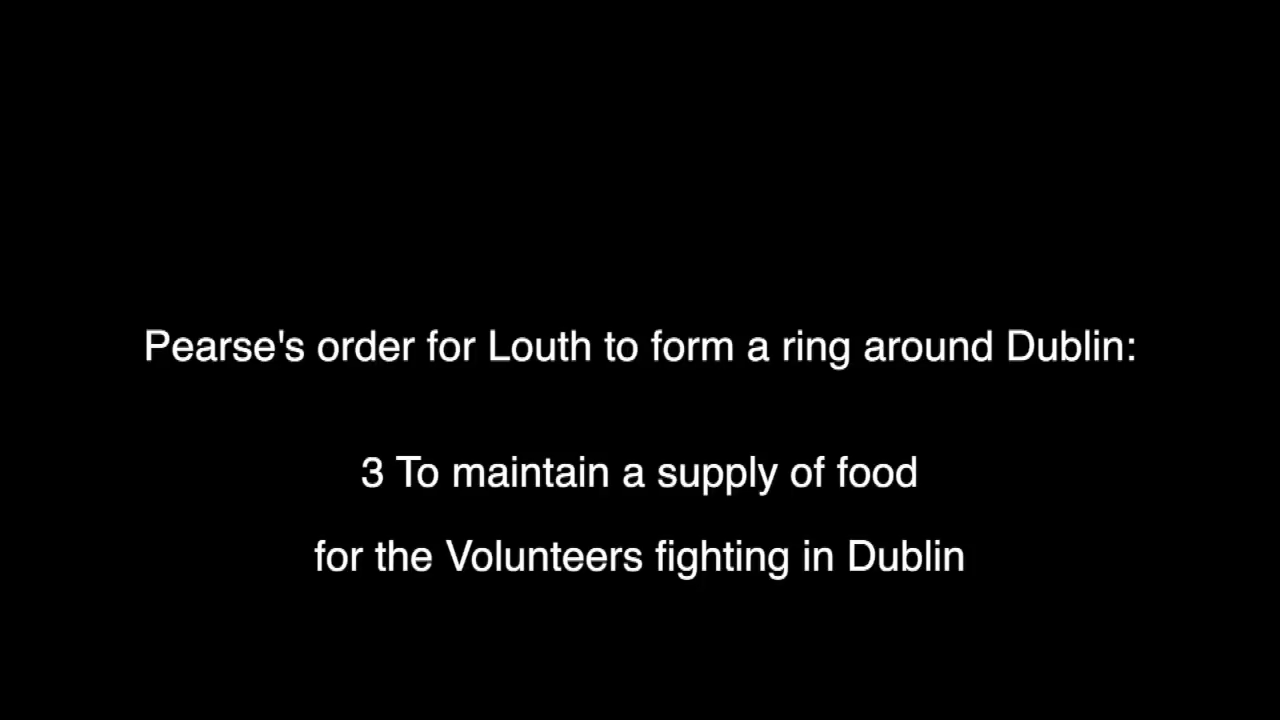 Pearse's order for Louth to form a ring around Dublin:
3 To maintain a supply of food
for the Volunteers fighting in Dublin